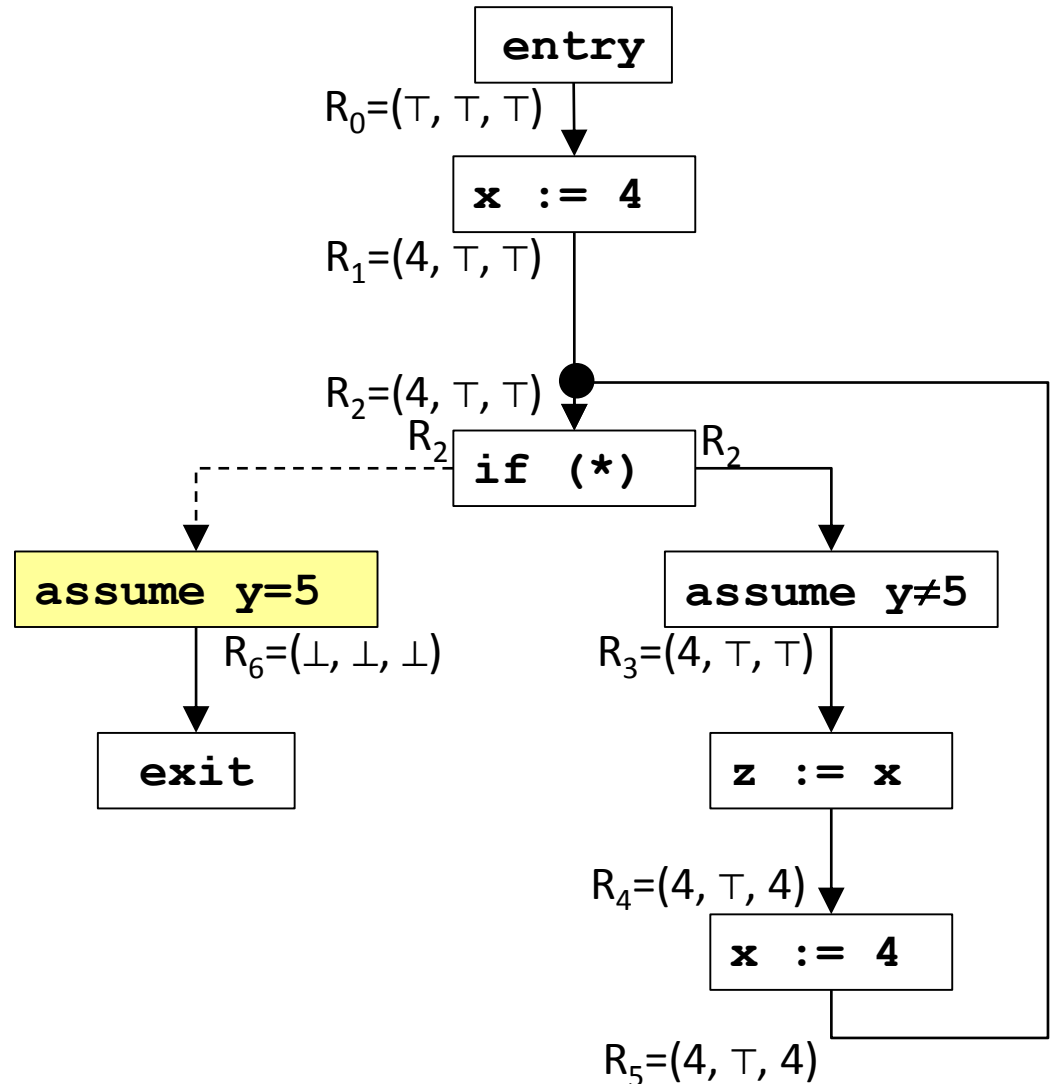 entry
R₀=(⊤, ⊤, ⊤)
x := 4
R₁=(4, ⊤, ⊤)
R₂=(4, ⊤, ⊤)
R₂
if (*)
R₂
assume y=5
assume y≠5
R₆=(⊥, ⊥, ⊥)
R₃=(4, ⊤, ⊤)
exit
z := x
R₄=(4, ⊤, 4)
x := 4
R₅=(4, ⊤, 4)